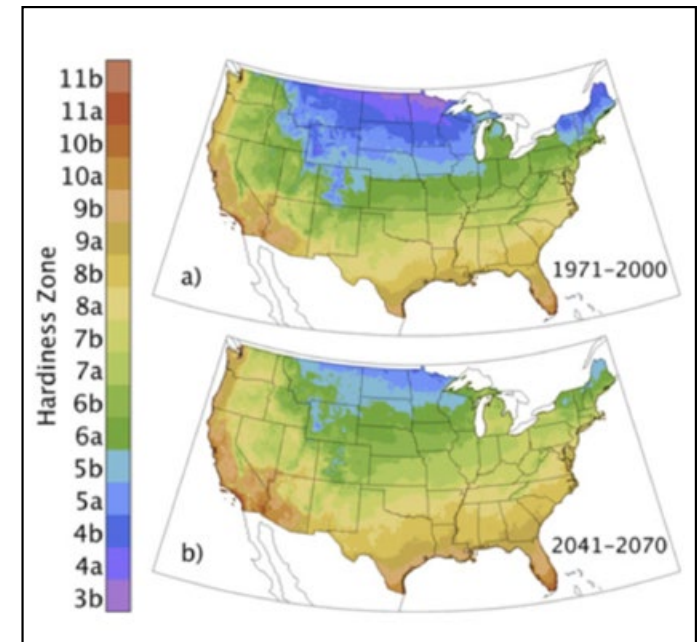 11b
11a
10b
10a
9b
9a
8b
8a
7b
7a
6b
6a
5b
5a
4b
4a
3b
Hardiness Zone
a)
1971–2000
b)
2041–2070